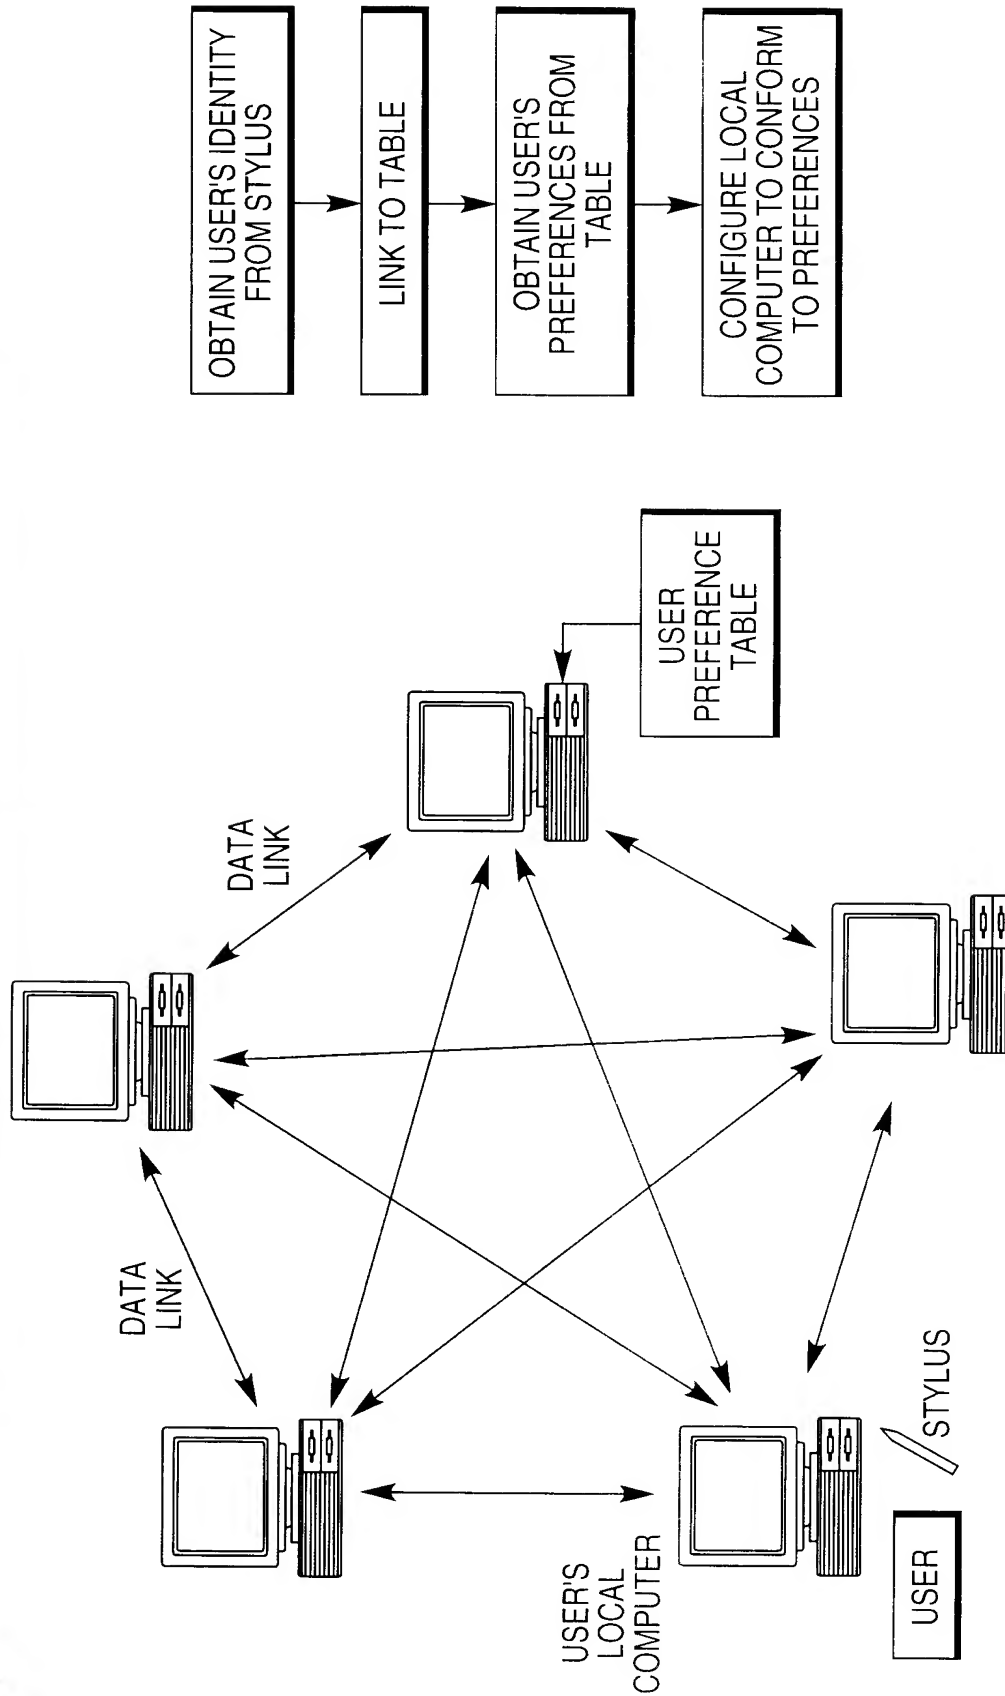 DATA
LINK
DATA
LINK
USER'S
LOCAL
COMPUTER
STYLUS
USER
USER
PREFERENCE
TABLE
OBTAIN USER'S IDENTITY
FROM STYLUS
LINK TO TABLE
OBTAIN USER'S
PREFERENCES FROM
TABLE
CONFIGURE LOCAL
COMPUTER TO CONFORM
TO PREFERENCES